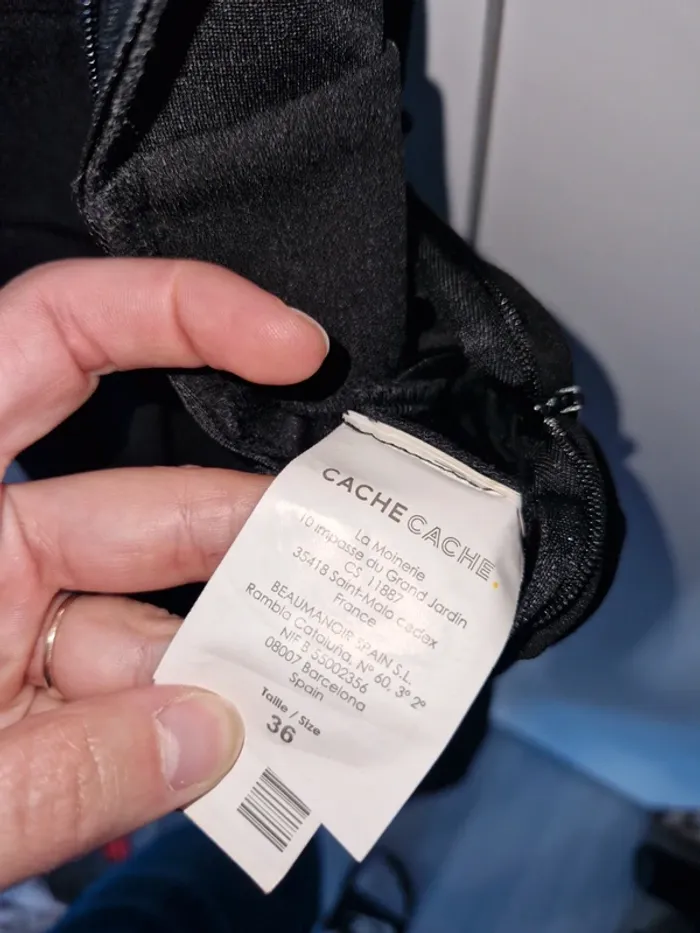 CACHE CACHE
La Moinerie
10 impasse du Grand Jardin
CS 11887
35418 Saint-Malo cedex
France
BEAUMANOIR SPAIN S.L.
Rambla Cataluña, Nº 60, 3º 2º
NIF B 55002356
08007 Barcelona
Spain
Taille / Size
36